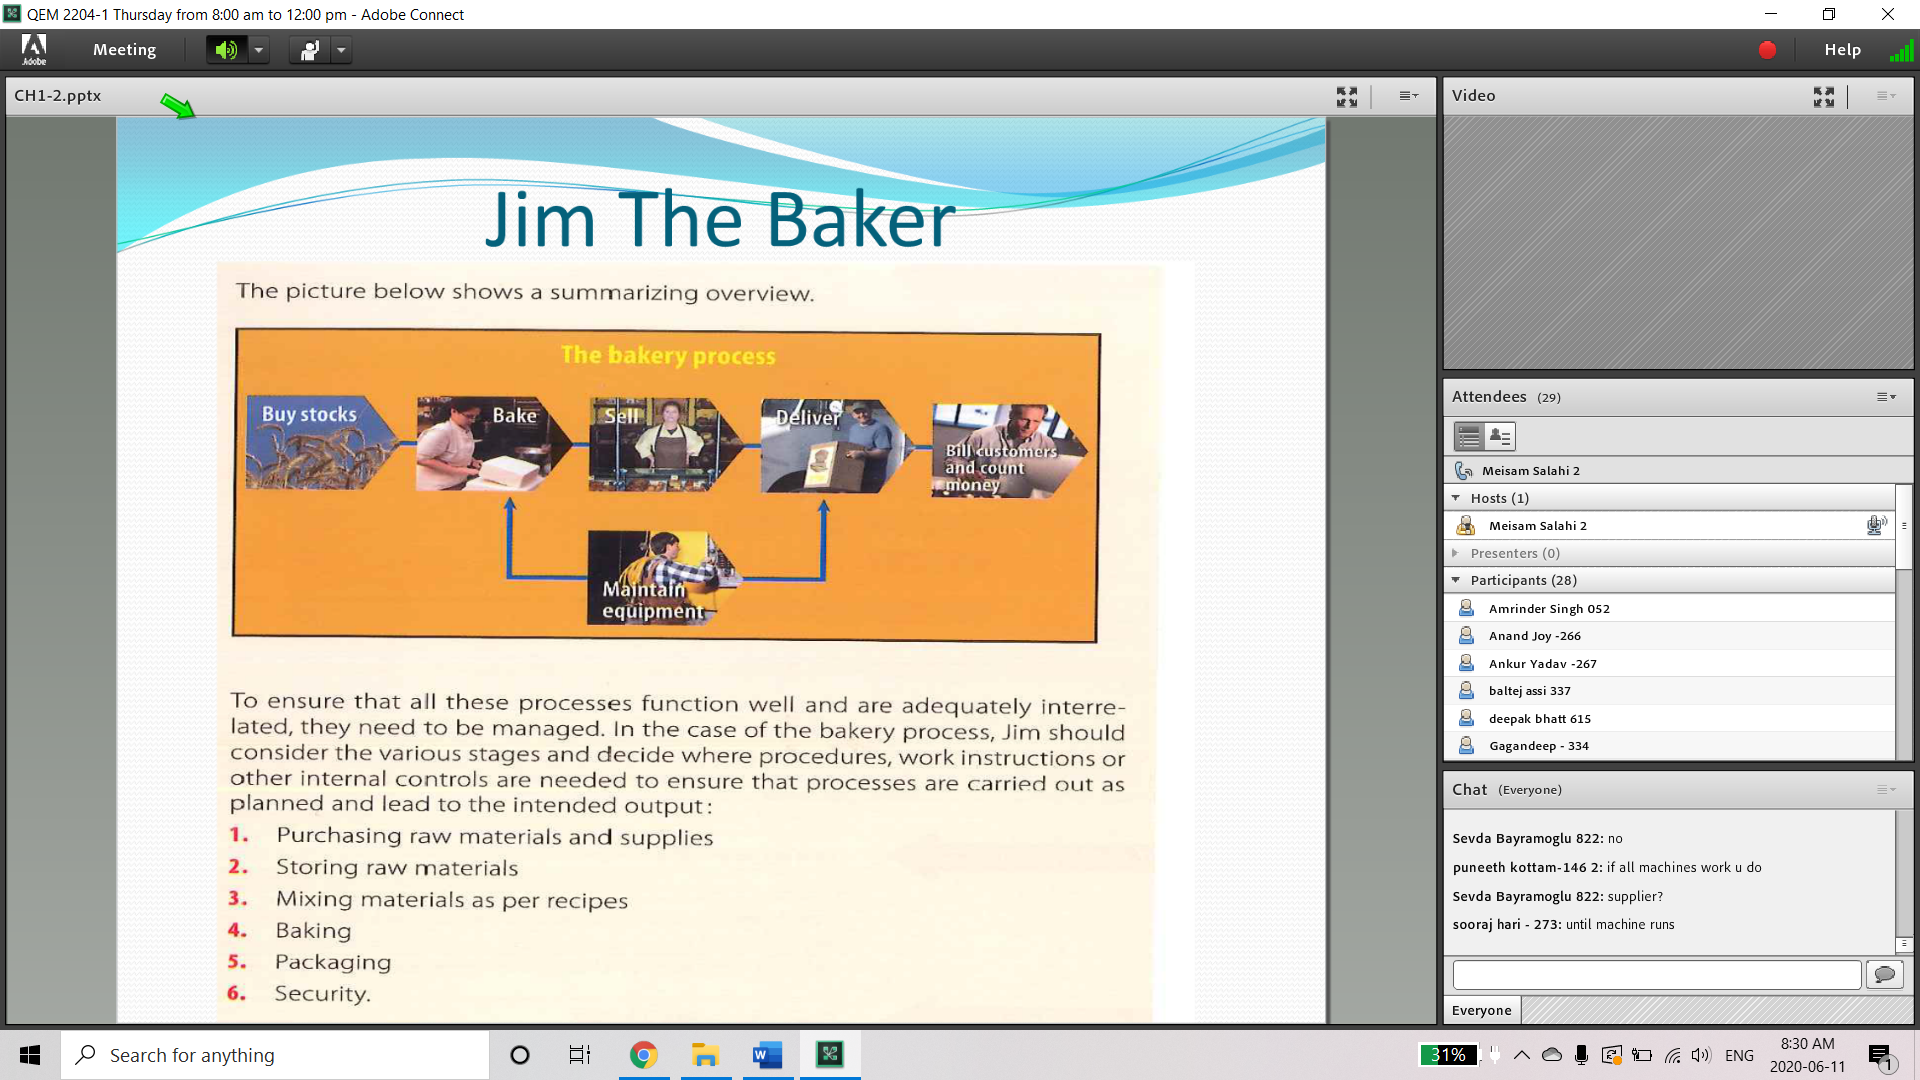 QEM 2204-1 Thursday from 8:00 am to 12:00 pm - Adobe Connect
Adobe
Meeting
Help
CH1-2.pptx
Jim The Baker
The picture below shows a summarizing overview.
The bakery process
Buy stocks
Bake
Sell
Deliver
Bill customers
and count
money
Maintain
equipment
To ensure that all these processes function well and are adequately interre-
lated, they need to be managed. In the case of the bakery process, Jim should
consider the various stages and decide where procedures, work instructions or
other internal controls are needed to ensure that processes are carried out as
planned and lead to the intended output:
1. Purchasing raw materials and supplies
2. Storing raw materials
3. Mixing materials as per recipes
4. Baking
5. Packaging
6. Security.
Video
Attendees (29)
Meisam Salahi 2
Hosts (1)
Meisam Salahi 2
Presenters (0)
Participants (28)
Amrinder Singh 052
Anand Joy -266
Ankur Yadav -267
baltej assi 337
deepak bhatt 615
Gagandeep - 334
Chat (Everyone)
Sevda Bayramoglu 822: no
puneeth kottam-146 2: if all machines work u do
Sevda Bayramoglu 822: supplier?
sooraj hari - 273: until machine runs
Everyone
Search for anything
31%
ENG
8:30 AM
2020-06-11
1